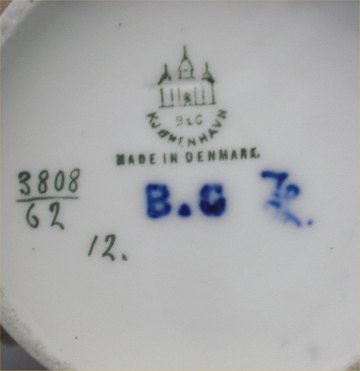 B&G
KJØBENHAVN
MADE IN DENMARK.
3808
62
B.G
12.